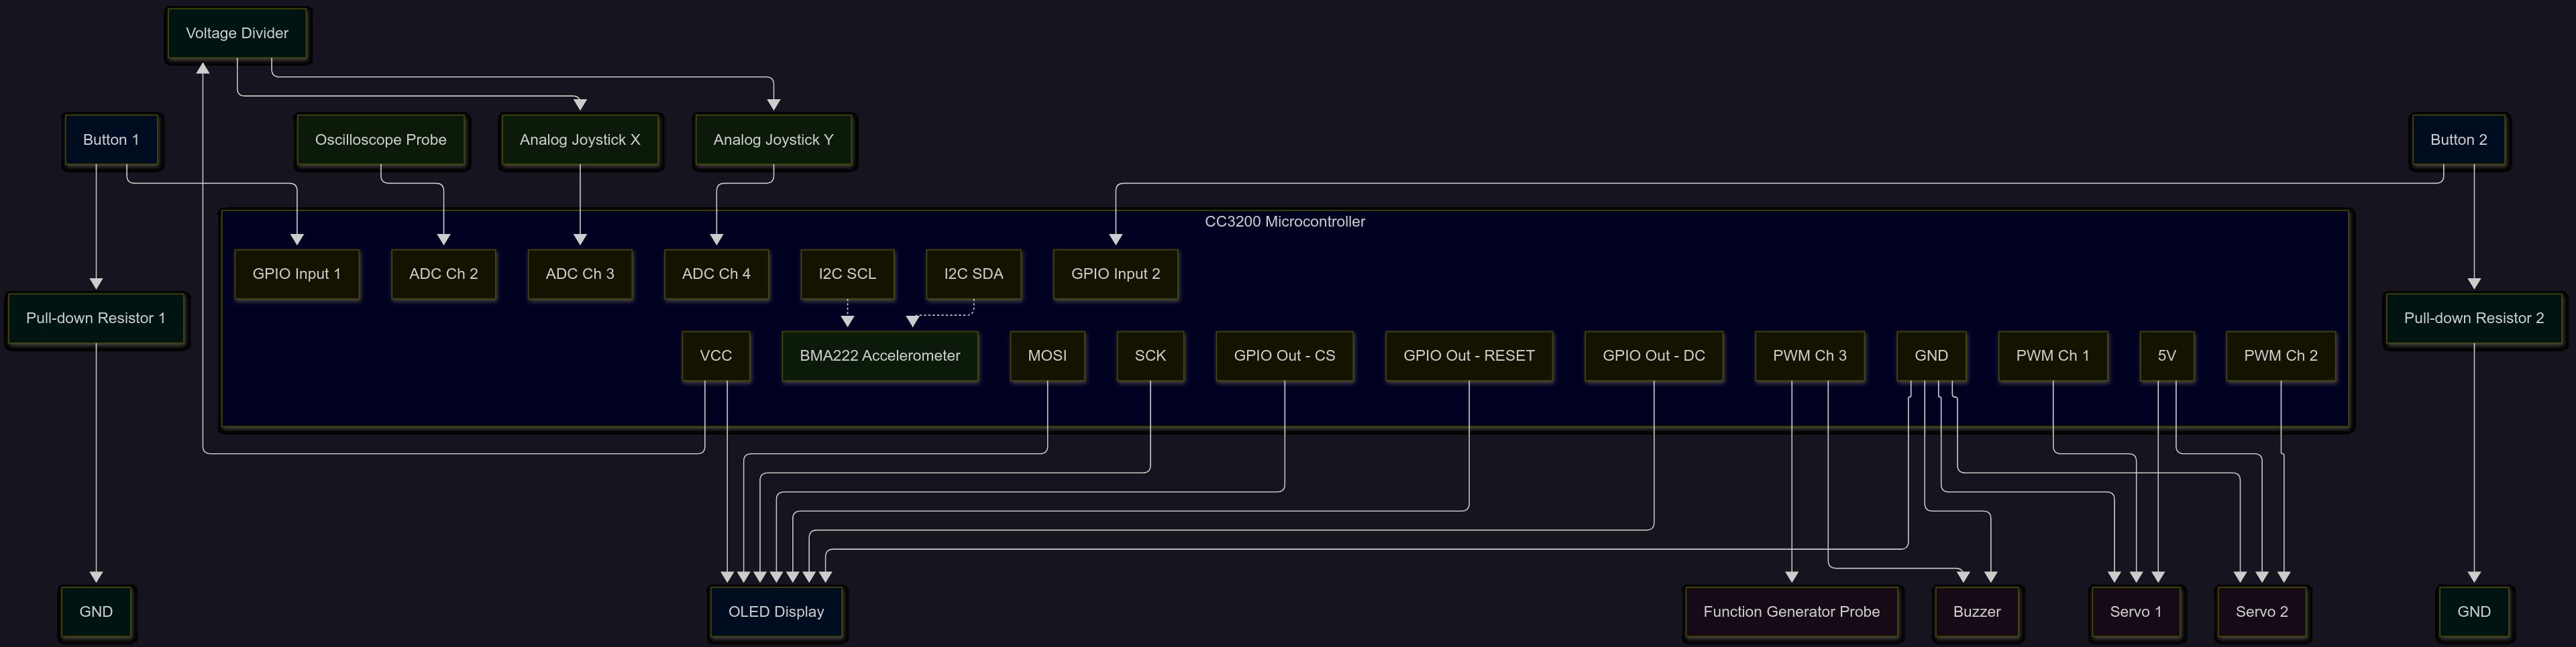 Voltage Divider
Button 1
Oscilloscope Probe
Analog Joystick X
Analog Joystick Y
Button 2
CC3200 Microcontroller
GPIO Input 1
ADC Ch 2
ADC Ch 3
ADC Ch 4
I2C SCL
I2C SDA
GPIO Input 2
Pull-down Resistor 1
Pull-down Resistor 2
VCC
BMA222 Accelerometer
MOSI
SCK
GPIO Out - CS
GPIO Out - RESET
GPIO Out - DC
PWM Ch 3
GND
PWM Ch 1
5V
PWM Ch 2
GND
OLED Display
Function Generator Probe
Buzzer
Servo 1
Servo 2
GND